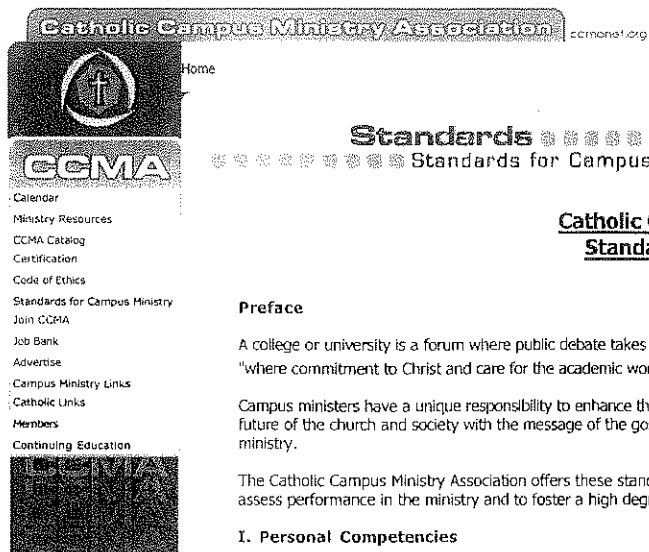 Catholic Campus Ministry Association
ccmanet.org
Home
CCMA
Calendar
Ministry Resources
CCMA Catalog
Certification
Code of Ethics
Standards for Campus Ministry
Join CCMA
Job Bank
Advertise
Campus Ministry Links
Catholic Links
Members
Continuing Education
CCMA
Standards
Standards for Campus
Catholic
Standa
Preface
A college or university is a forum where public debate takes
"where commitment to Christ and care for the academic wo
Campus ministers have a unique responsibility to enhance th
future of the church and society with the message of the go
ministry.
The Catholic Campus Ministry Association offers these stand
assess performance in the ministry and to foster a high degr
I. Personal Competencies